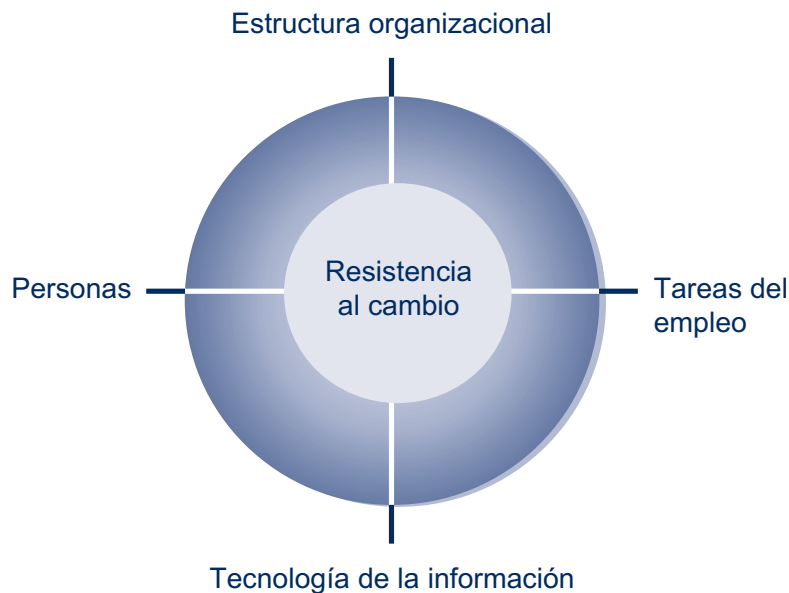 Estructura organizacional
Personas
Resistencia
al cambio
Tareas del
empleo
Tecnología de la información